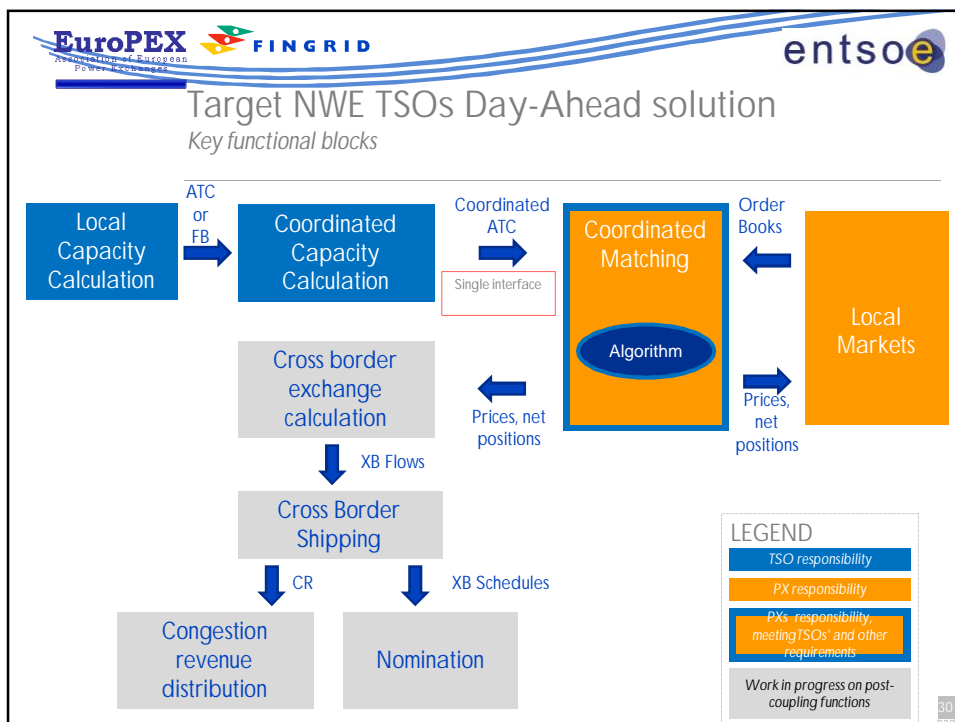 EuroPEX
Association of European
Power Exchanges
FINGRID
entsoe
Target NWE TSOs Day-Ahead solution
Key functional blocks
Local
Capacity
Calculation
ATC
or
FB
Coordinated
Capacity
Calculation
Coordinated
ATC
Single interface
Coordinated
Matching
Algorithm
Order
Books
Local
Markets
Prices,
net
positions
Prices, net
positions
Cross border
exchange
calculation
XB Flows
Cross Border
Shipping
CR
XB Schedules
Congestion
revenue
distribution
Nomination
LEGEND
TSO responsibility
PX responsibility
PXs responsibility,
meetingTSOs' and other
requirements
Work in progress on post-
coupling functions
30